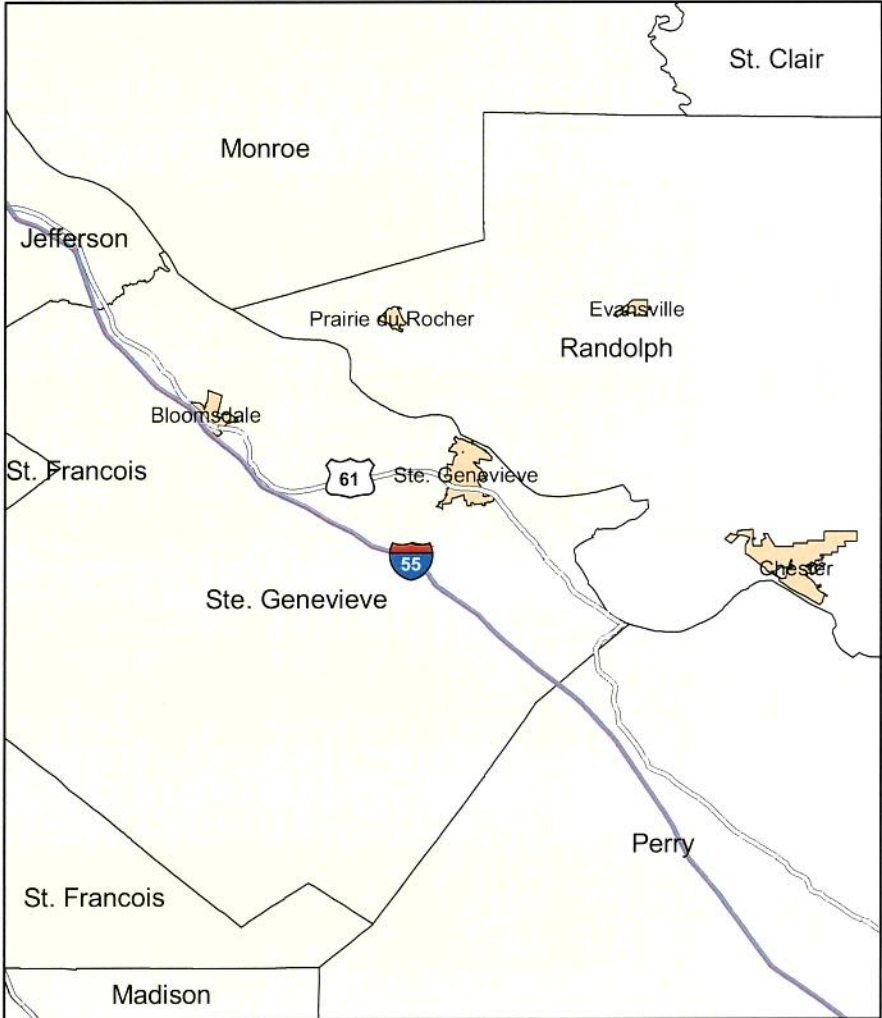 St. Clair
Monroe
Jefferson
Prairie du Rocher
Evansville
Randolph
Bloomsdale
St. Francois
61
Ste. Genevieve
55
Chester
Ste. Genevieve
Perry
St. Francois
Madison